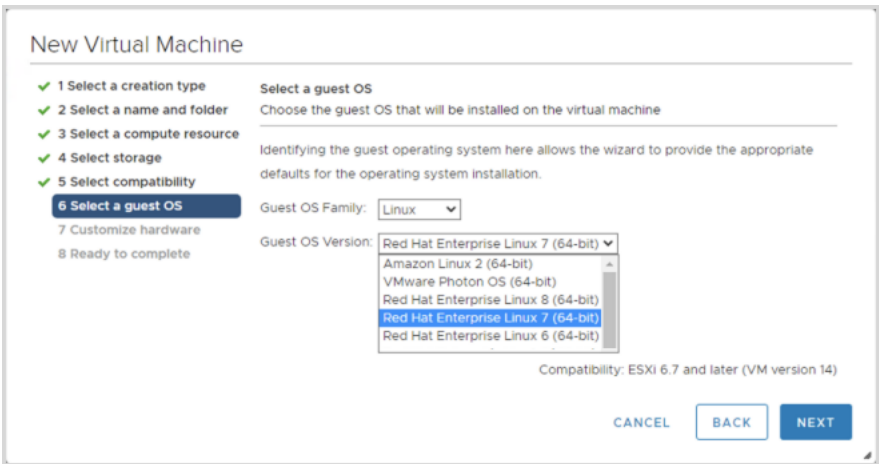 New Virtual Machine
1 Select a creation type
2 Select a name and folder
3 Select a compute resource
4 Select storage
5 Select compatibility
6 Select a guest OS
7 Customize hardware
8 Ready to complete
Select a guest OS
Choose the guest OS that will be installed on the virtual machine
Identifying the guest operating system here allows the wizard to provide the appropriate
defaults for the operating system installation.
Guest OS Family: Linux
Guest OS Version: Red Hat Enterprise Linux 7 (64-bit)
Amazon Linux 2 (64-bit)
VMware Photon OS (64-bit)
Red Hat Enterprise Linux 8 (64-bit)
Red Hat Enterprise Linux 7 (64-bit)
Red Hat Enterprise Linux 6 (64-bit)
Compatibility: ESXi 6.7 and later (VM version 14)
CANCEL BACK NEXT